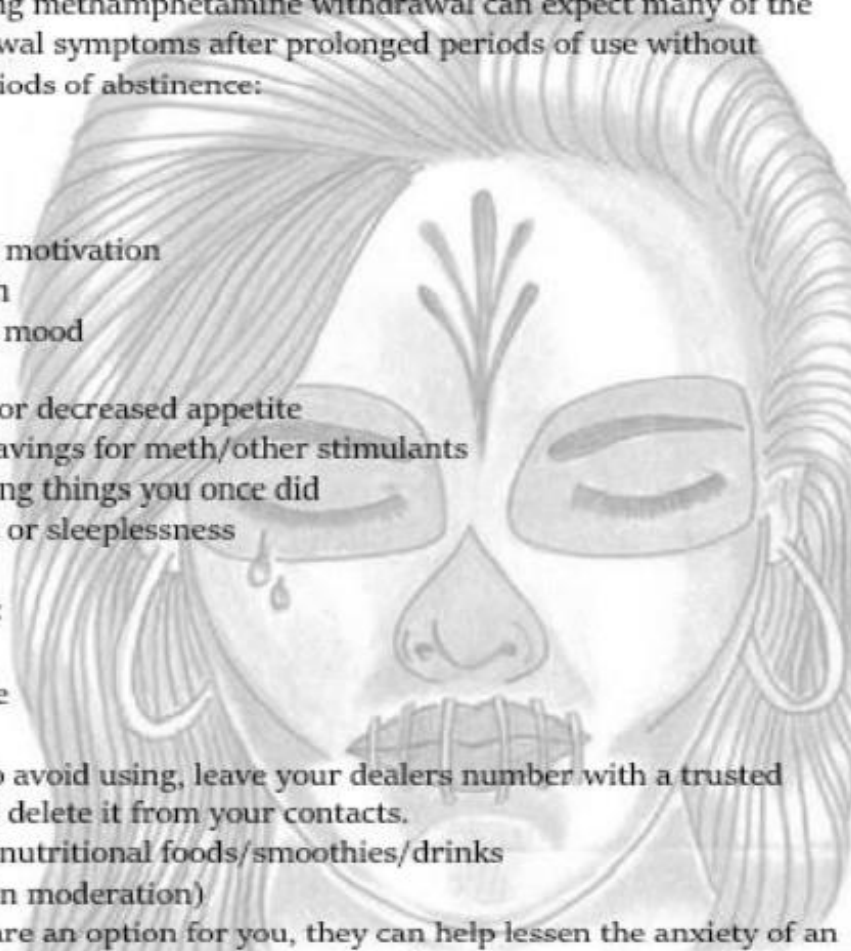 ng methamphetamine withdrawal can expect many of the
wal symptoms after prolonged periods of use without
iods of abstinence:
motivation
n
mood
or decreased appetite
avings for meth/other stimulants
ng things you once did
or sleeplessness
:
e
o avoid using, leave your dealers number with a trusted
delete it from your contacts.
nutritional foods/smoothies/drinks
n moderation)
are an option for you, they can help lessen the anxiety of an